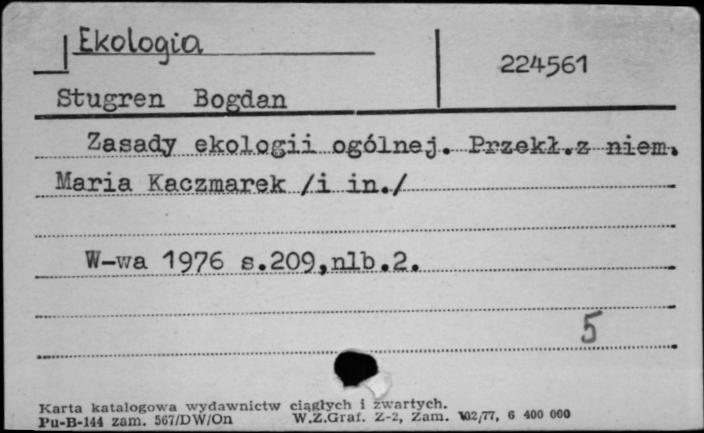 Ekologia
224561
Stugren Bogdan
Zasady ekologii ogólnej. Przekł.z niem.
Maria Kaczmarek /i in./
W-wa 1976 s.209,nlb.2.
5
Karta katalogowa wydawnictw ciągłych i zwartych.
Pu-B-144 zam. 567/DW/On W.Z.Graf. Z-2, Zam. 102/77, 6 400 000